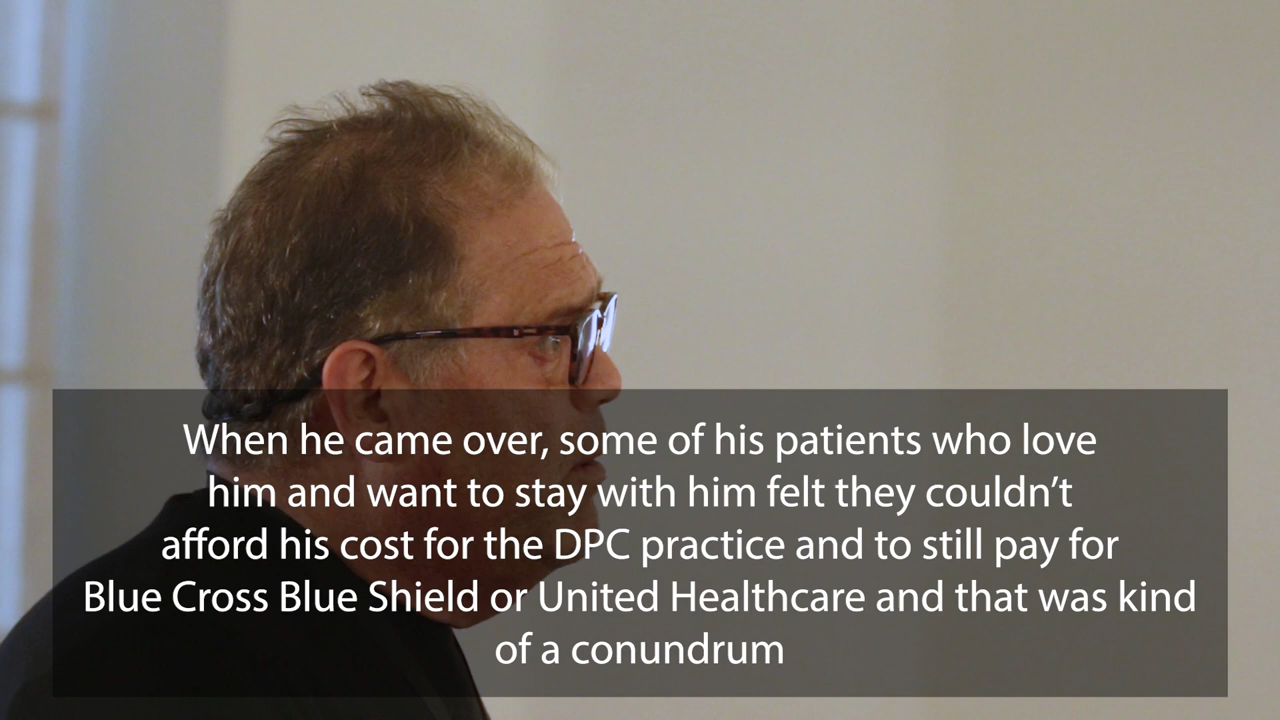 When he came over, some of his patients who love
him and want to stay with him felt they couldn’t
afford his cost for the DPC practice and to still pay for
Blue Cross Blue Shield or United Healthcare and that was kind
of a conundrum